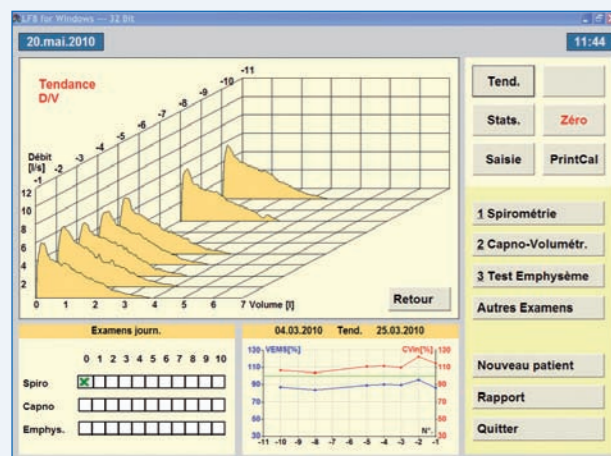 LF8 for Windows --- 32 Bit
20.mai.2010
11:44
Tendance
D/V
Débit
[l/s]
-1 -2 -3 -4 -5 -6 -7 -8 -9 -10 -11
12
10
8
6
4
2
0 1 2 3 4 5 6 7 Volume [l]
Retour
Tend.
Stats. Zéro
Saisie PrintCal
1 Spirométrie
2 Capno-Volumétr.
3 Test Emphysème
Autres Examens
Nouveau patient
Rapport
Quitter
Examens journ.
0 1 2 3 4 5 6 7 8 9 10
Spiro
Capno
Emphys.
04.03.2010 Tend. 25.03.2010
130 VEMS[%] CVin[%] 130
110 110
90 90
70 70
50 50
30 N°. 30
-11 -10 -9 -8 -7 -6 -5 -4 -3 -2 -1